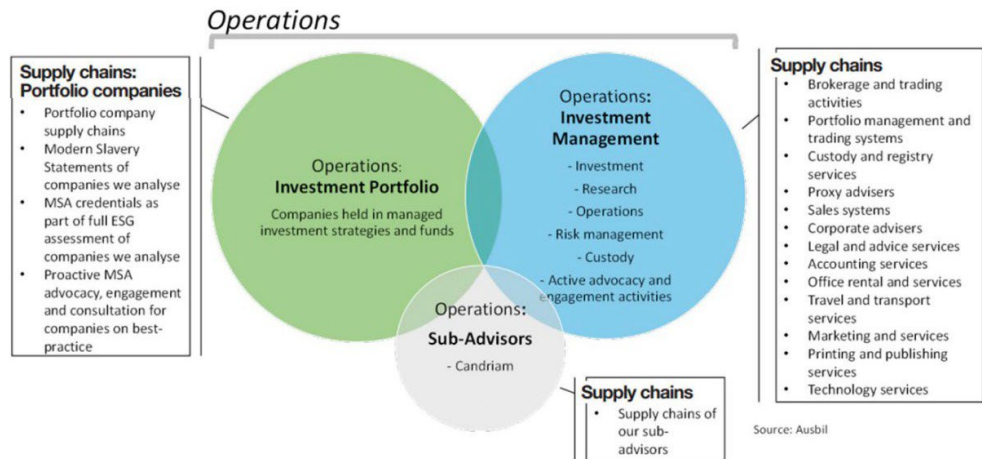 Operations
Supply chains:
Portfolio companies
• Portfolio company
supply chains
• Modern Slavery
Statements of
companies we analyse
• MSA credentials as
part of full ESG
assessment of
companies we analyse
• Proactive MSA
advocacy, engagement
and consultation for
companies on best-
practice
Operations:
Investment Portfolio
Companies held in managed
investment strategies and funds
Operations:
Investment
Management
- Investment
- Research
- Operations
- Risk management
- Custody
- Active advocacy and
engagement activities
Operations:
Sub-Advisors
- Candriam
Supply chains
• Supply chains of
our sub-
advisors
Supply chains
• Brokerage and trading
activities
• Portfolio management and
trading systems
• Custody and registry
services
• Proxy advisers
• Sales systems
• Corporate advisers
• Legal and advice services
• Accounting services
• Office rental and services
• Travel and transport
services
• Marketing and services
• Printing and publishing
services
• Technology services
Source: Ausbil